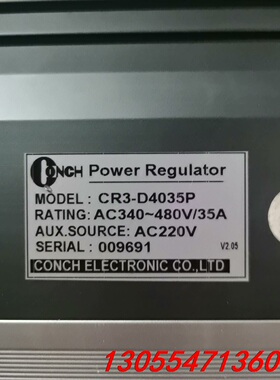 CONCH Power Regulator
MODEL : CR3-D4035P
RATING: AC340~480V/35A
AUX.SOURCE: AC220V
SERIAL : 009691
V2.05
CONCH ELECTRONIC CO.,LTD
13055471360